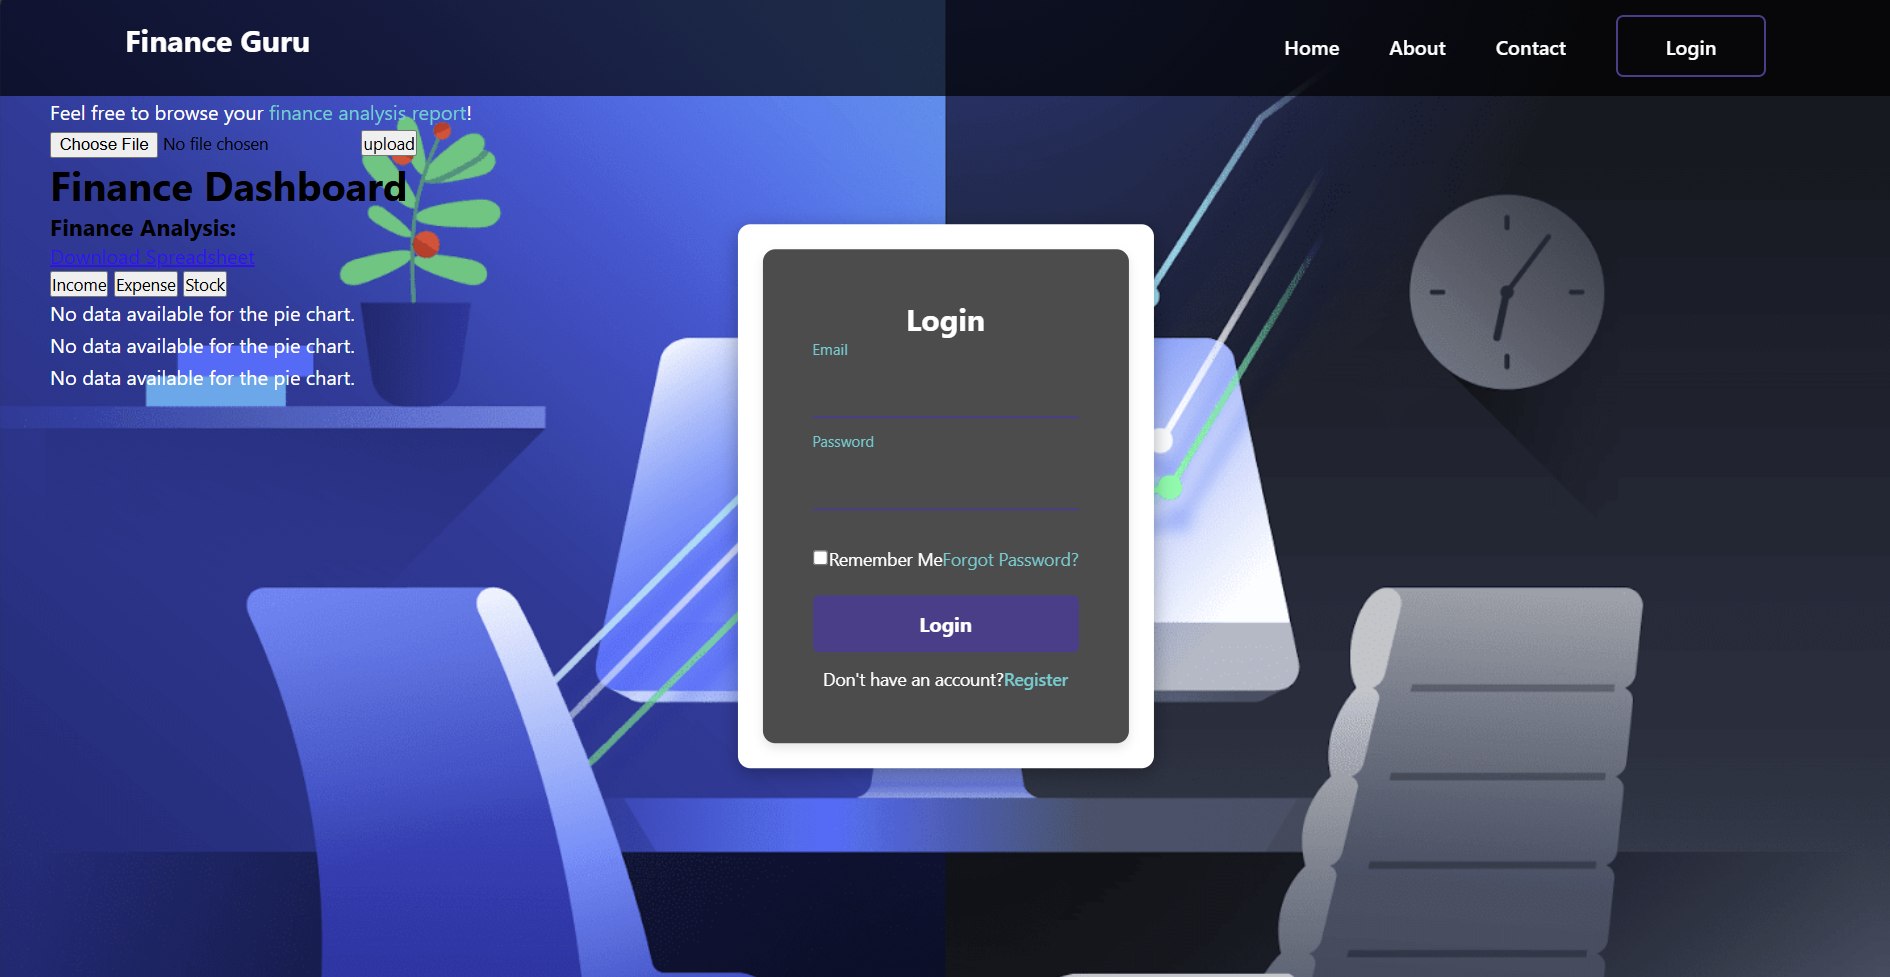 Finance Guru
Home About Contact Login
Feel free to browse your finance analysis report!
Choose File No file chosen upload
Finance Dashboard
Finance Analysis:
Download Spreadsheet
Income Expense Stock
No data available for the pie chart.
No data available for the pie chart.
No data available for the pie chart.
Login
Email
Password
Remember MeForgot Password?
Login
Don't have an account?Register